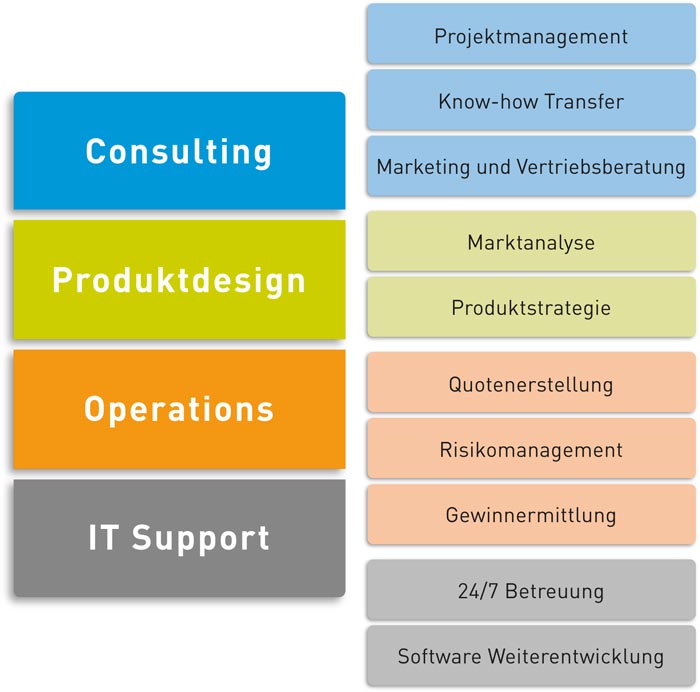 Consulting
Produktdesign
Operations
IT Support
Projektmanagement
Know-how Transfer
Marketing und Vertriebsberatung
Marktanalyse
Produktstrategie
Quotenerstellung
Risikomanagement
Gewinnermittlung
24/7 Betreuung
Software Weiterentwicklung